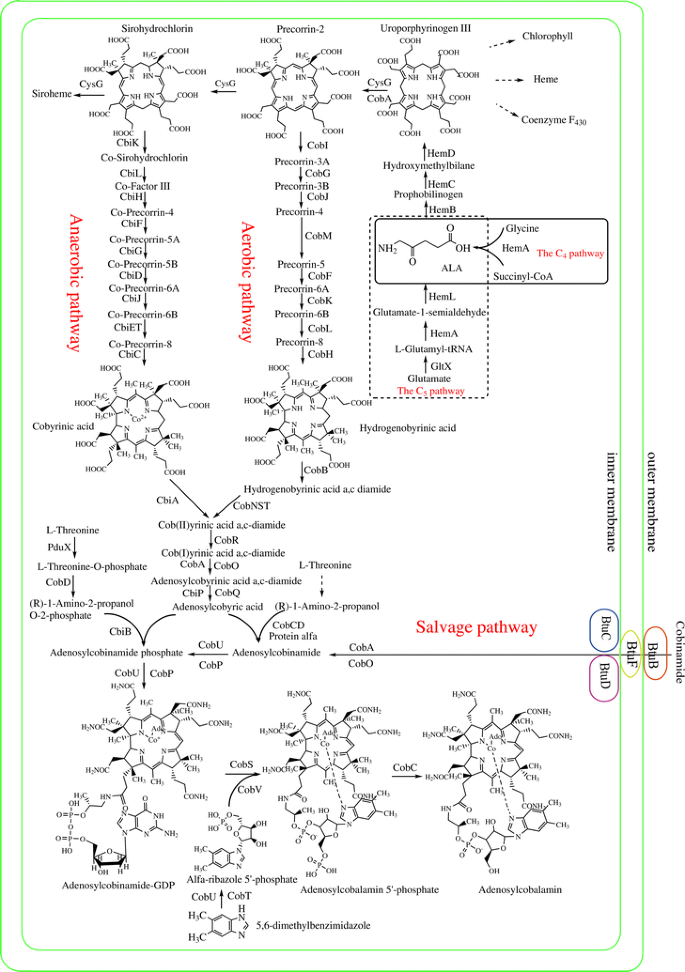 Sirohydrochlorin
Precorrin-2
Uroporphyrinogen III
Chlorophyll
Heme
Coenzyme F430
CysG
Siroheme
CysG
CysG
CobA
CbiK
Co-Sirohydrochlorin
CbiL
Co-Factor III
CbiH
Co-Precorrin-4
CbiF
Co-Precorrin-5A
CbiG
Co-Precorrin-5B
CbiD
Co-Precorrin-6A
CbiJ
Co-Precorrin-6B
CbiET
Co-Precorrin-8
CbiC
Anaerobic pathway
CobI
Precorrin-3A
CobG
Precorrin-3B
CobJ
Precorrin-4
CobM
Precorrin-5
CobF
Precorrin-6A
CobK
Precorrin-6B
CobL
Precorrin-8
CobH
Aerobic pathway
HemD
Hydroxymethylbilane
HemC
Prophobilinogen
HemB
NH2
O
O
OH
ALA
Glycine
HemA
The C4 pathway
Succinyl-CoA
HemL
Glutamate-1-semialdehyde
HemA
L-Glutamyl-tRNA
GltX
Glutamate
The C5 pathway
Cobyrinic acid
Hydrogenobyrinic acid
CobB
Hydrogenobyrinic acid a,c diamide
CbiA
CobNST
Cob(II)yrinic acid a,c-diamide
CobR
Cob(I)yrinic acid a,c-diamide
CobA
CobO
Adenosylcobyrinic acid a,c-diamide
CbiP
CobQ
Adenosylcobyric acid
L-Threonine
PduX
L-Threonine-O-phosphate
CobD
(R)-1-Amino-2-propanol
O-2-phosphate
CbiB
L-Threonine
(R)-1-Amino-2-propanol
CobCD
Protein alfa
Salvage pathway
Adenosylcobinamide phosphate
CobU
CobP
Adenosylcobinamide
CobA
CobO
inner membrane
outer membrane
BtuC
BtuD
BtuF
BtuB
Cobinamide
CobU
CobP
Adenosylcobinamide-GDP
CobS
CobV
Alfa-ribazole 5'-phosphate
CobU
CobT
5,6-dimethylbenzimidazole
Adenosylcobalamin 5'-phosphate
CobC
Adenosylcobalamin